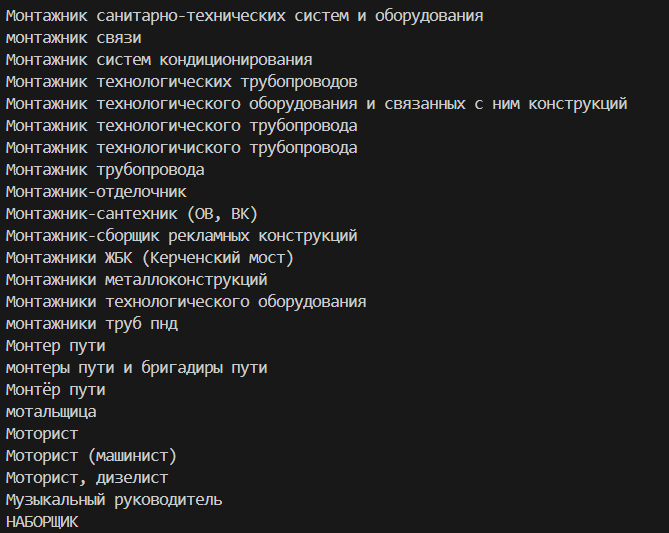 Монтажник санитарно-технических систем и оборудования
монтажник связи
Монтажник систем кондиционирования
Монтажник технологических трубопроводов
Монтажник технологического оборудования и связанных с ним конструкций
Монтажник технологического трубопровода
Монтажник технологичиского трубопровода
Монтажник трубопровода
Монтажник-отделочник
Монтажник-сантехник (ОВ, ВК)
Монтажник-сборщик рекламных конструкций
Монтажники ЖБК (Керченский мост)
Монтажники металлоконструкций
Монтажники технологического оборудования
монтажники труб пнд
Монтер пути
монтеры пути и бригадиры пути
Монтёр пути
мотальщица
Моторист
Моторист (машинист)
Моторист, дизелист
Музыкальный руководитель
НАБОРЩИК